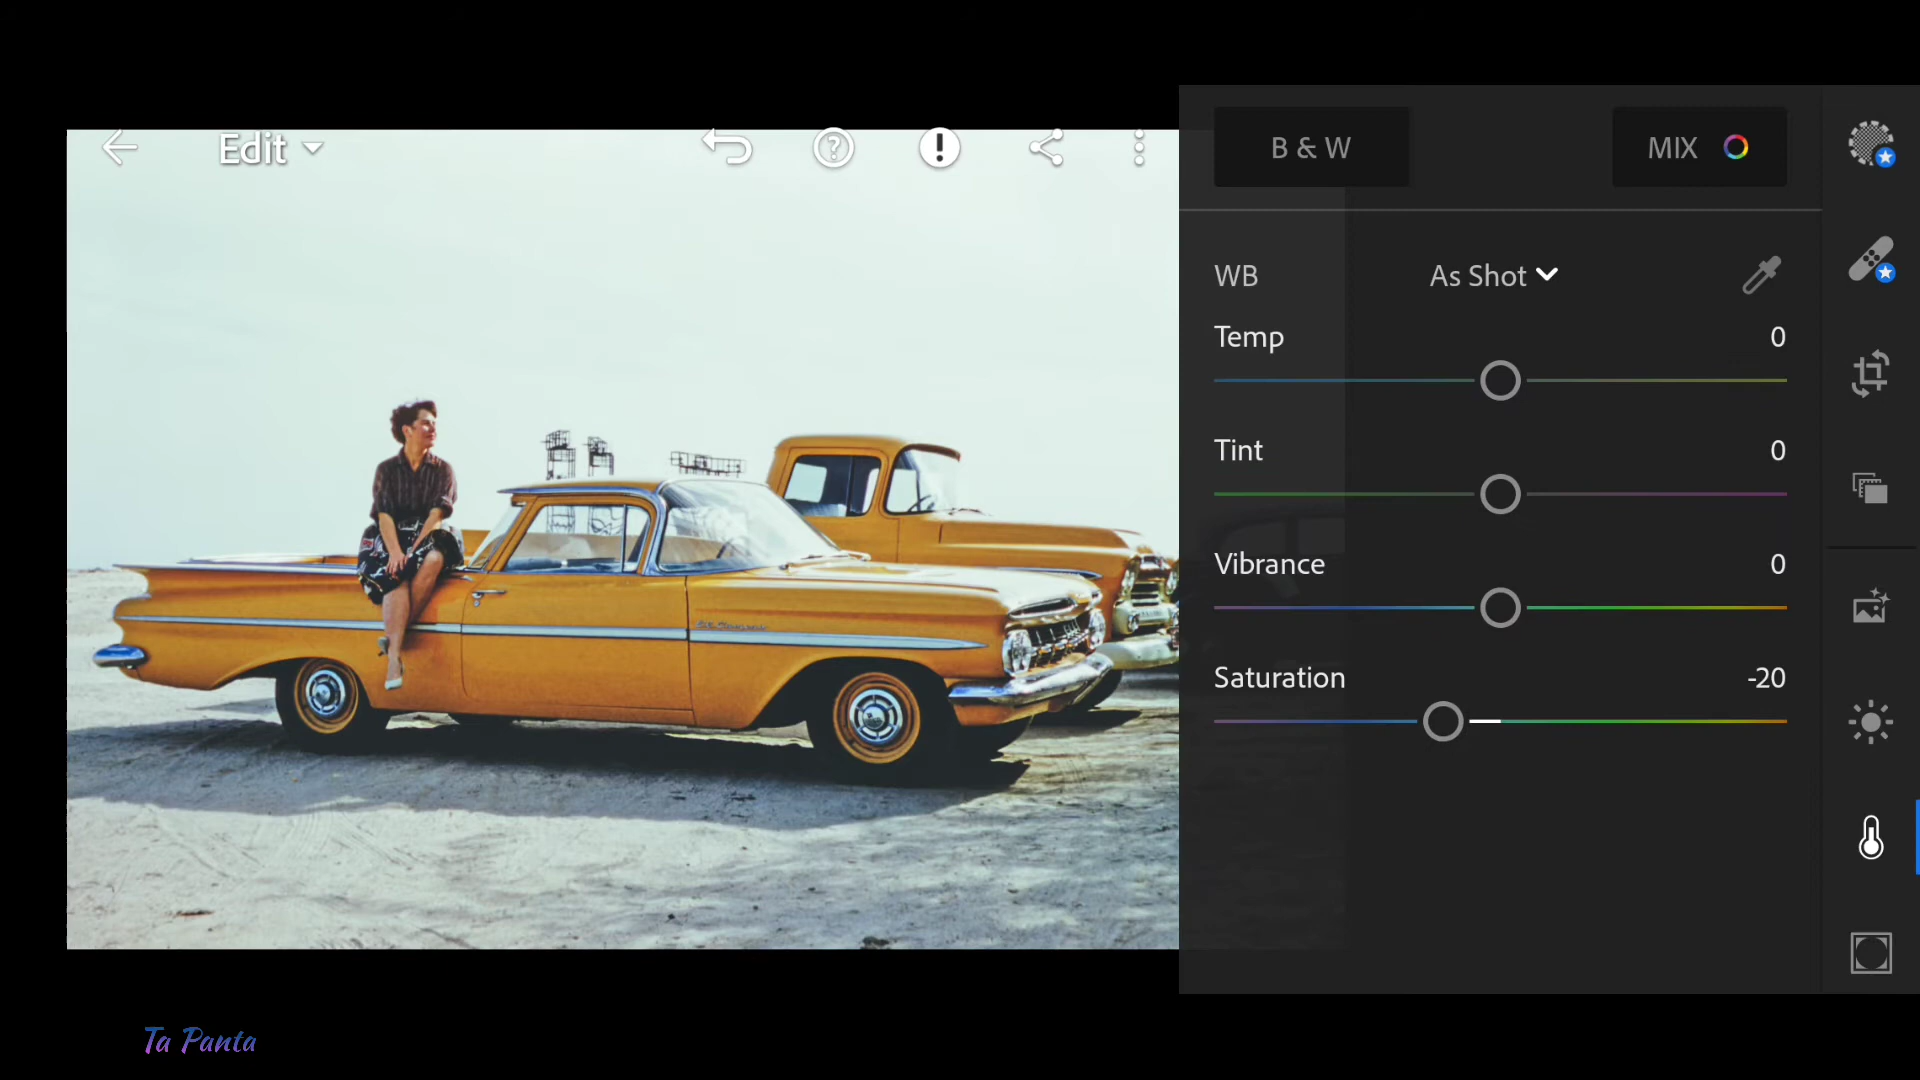 Edit
B & W
MIX
WB
As Shot
Temp
0
Tint
0
Vibrance
0
Saturation
-20
Ta Panta